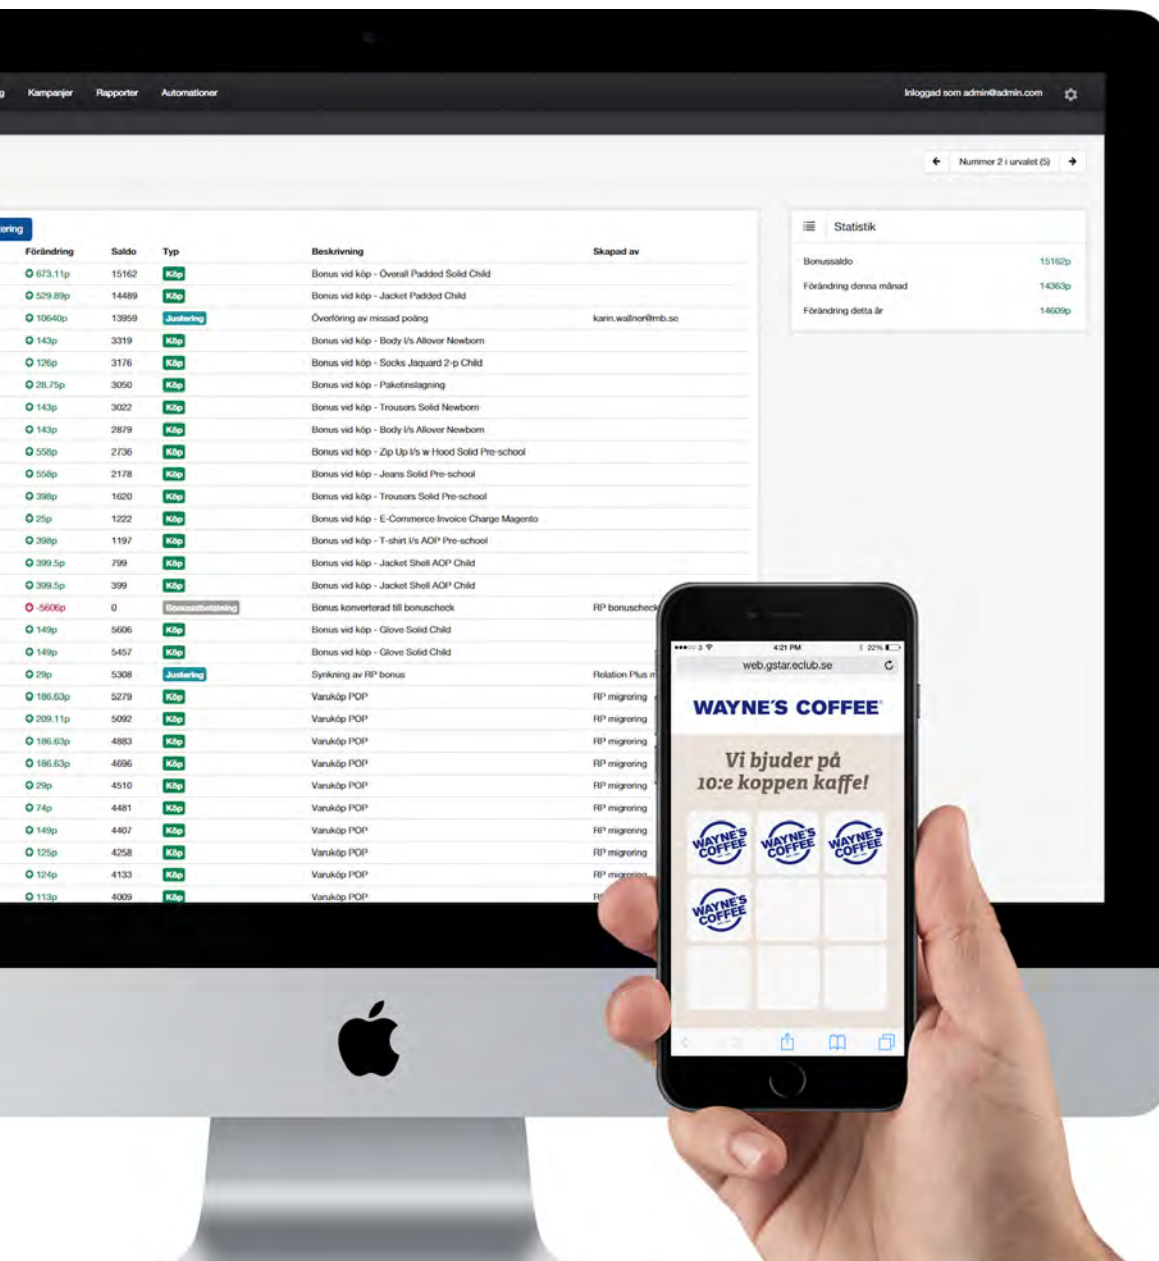 g Kampanjer Rapporter Automationer Inloggad som admin@admin.com
Nummer 2 i urvalet (5)
tering
Förändring Saldo Typ Beskrivning Skapad av
673.11p 15162 Köp Bonus vid köp - Overall Padded Solid Child
529.89p 14489 Köp Bonus vid köp - Jacket Padded Child
10640p 13959 Justering Överföring av missad poäng karin.wallner@mb.se
143p 3319 Köp Bonus vid köp - Body l/s Allover Newborn
126p 3176 Köp Bonus vid köp - Socks Jaquard 2-p Child
28.75p 3050 Köp Bonus vid köp - Paketinslagning
143p 3022 Köp Bonus vid köp - Trousers Solid Newborn
143p 2879 Köp Bonus vid köp - Body l/s Allover Newborn
558p 2736 Köp Bonus vid köp - Zip Up l/s w Hood Solid Pre-school
558p 2178 Köp Bonus vid köp - Jeans Solid Pre-school
398p 1620 Köp Bonus vid köp - Trousers Solid Pre-school
25p 1222 Köp Bonus vid köp - E-Commerce Invoice Charge Magento
398p 1197 Köp Bonus vid köp - T-shirt l/s AOP Pre-school
399.5p 799 Köp Bonus vid köp - Jacket Shell AOP Child
399.5p 399 Köp Bonus vid köp - Jacket Shell AOP Child
-5606p 0 Bonusutbetalning Bonus konverterad till bonuscheck RP bonuscheck
149p 5606 Köp Bonus vid köp - Glove Solid Child
149p 5457 Köp Bonus vid köp - Glove Solid Child
29p 5308 Justering Synkning av RP bonus Relation Plus m
186.63p 5279 Köp Varuköp POP RP migrering
209.11p 5092 Köp Varuköp POP RP migrering
186.63p 4883 Köp Varuköp POP RP migrering
186.63p 4696 Köp Varuköp POP RP migrering
29p 4510 Köp Varuköp POP RP migrering
74p 4481 Köp Varuköp POP RP migrering
149p 4407 Köp Varuköp POP RP migrering
125p 4258 Köp Varuköp POP RP migrering
124p 4133 Köp Varuköp POP RP migrering
113p 4009 Köp Varuköp POP
Statistik
Bonussaldo 15162p
Förändring denna månad 14363p
Förändring detta år 14609p
3 4:21 PM 22%
web.gstar.eclub.se
WAYNE'S COFFEE
Vi bjuder på
10:e koppen kaffe!
WAYNE'S COFFEE
WAYNE'S COFFEE
WAYNE'S COFFEE
WAYNE'S COFFEE